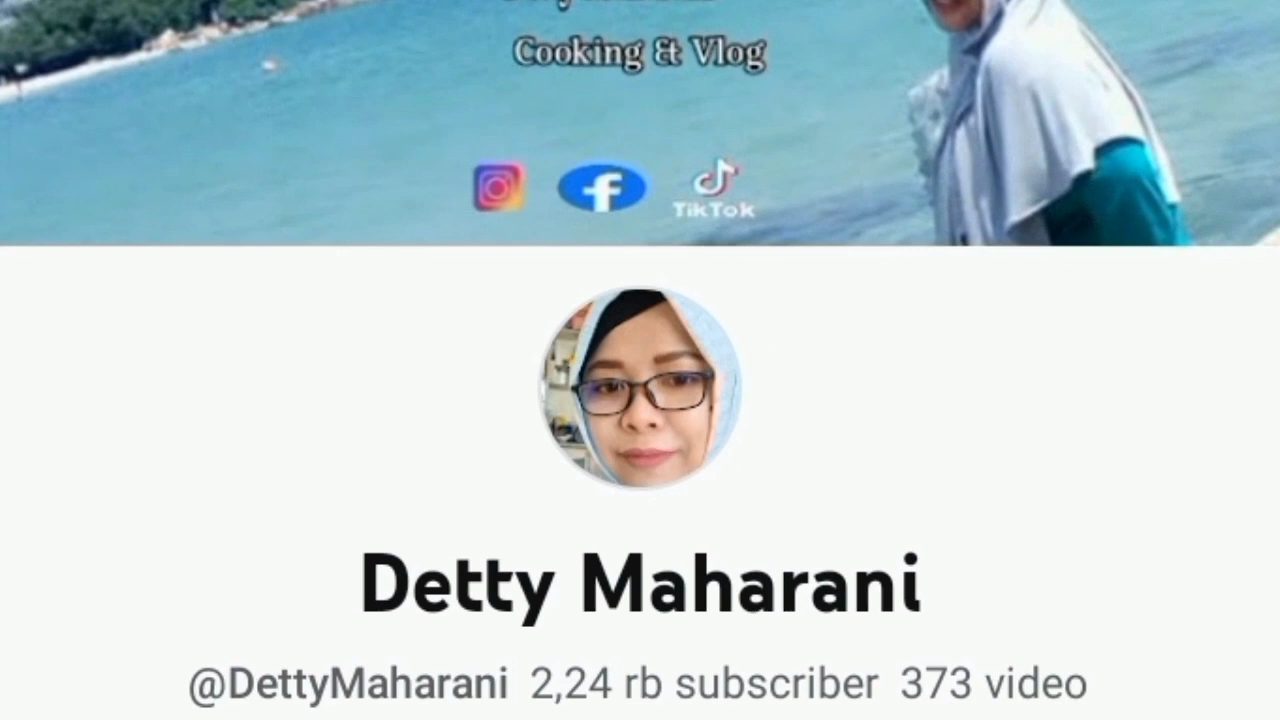 Cooking & Vlog
TikTok
Detty Maharani
@DettyMaharani 2,24 rb subscriber 373 video